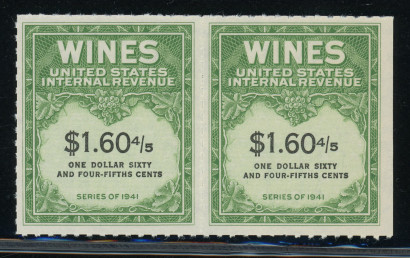 WINES
UNITED STATES
INTERNAL REVENUE
$1.60 4/5
ONE DOLLAR SIXTY
AND FOUR-FIFTHS CENTS
SERIES OF 1941
WINES
UNITED STATES
INTERNAL REVENUE
$1.60 4/5
ONE DOLLAR SIXTY
AND FOUR-FIFTHS CENTS
SERIES OF 1941